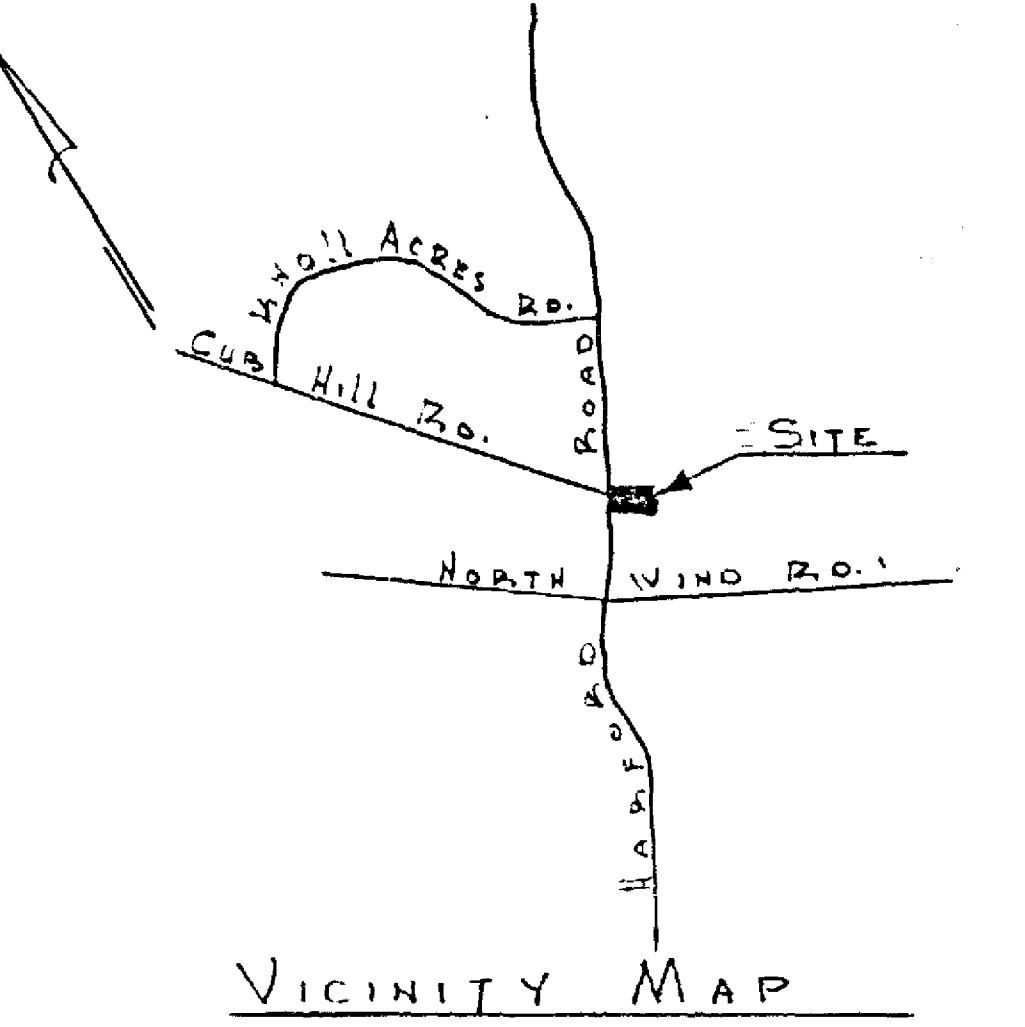 Knoll Acres Rd.
Cub Hill Rd.
Site
North Wind Rd.
Harford Road
Vicinity Map